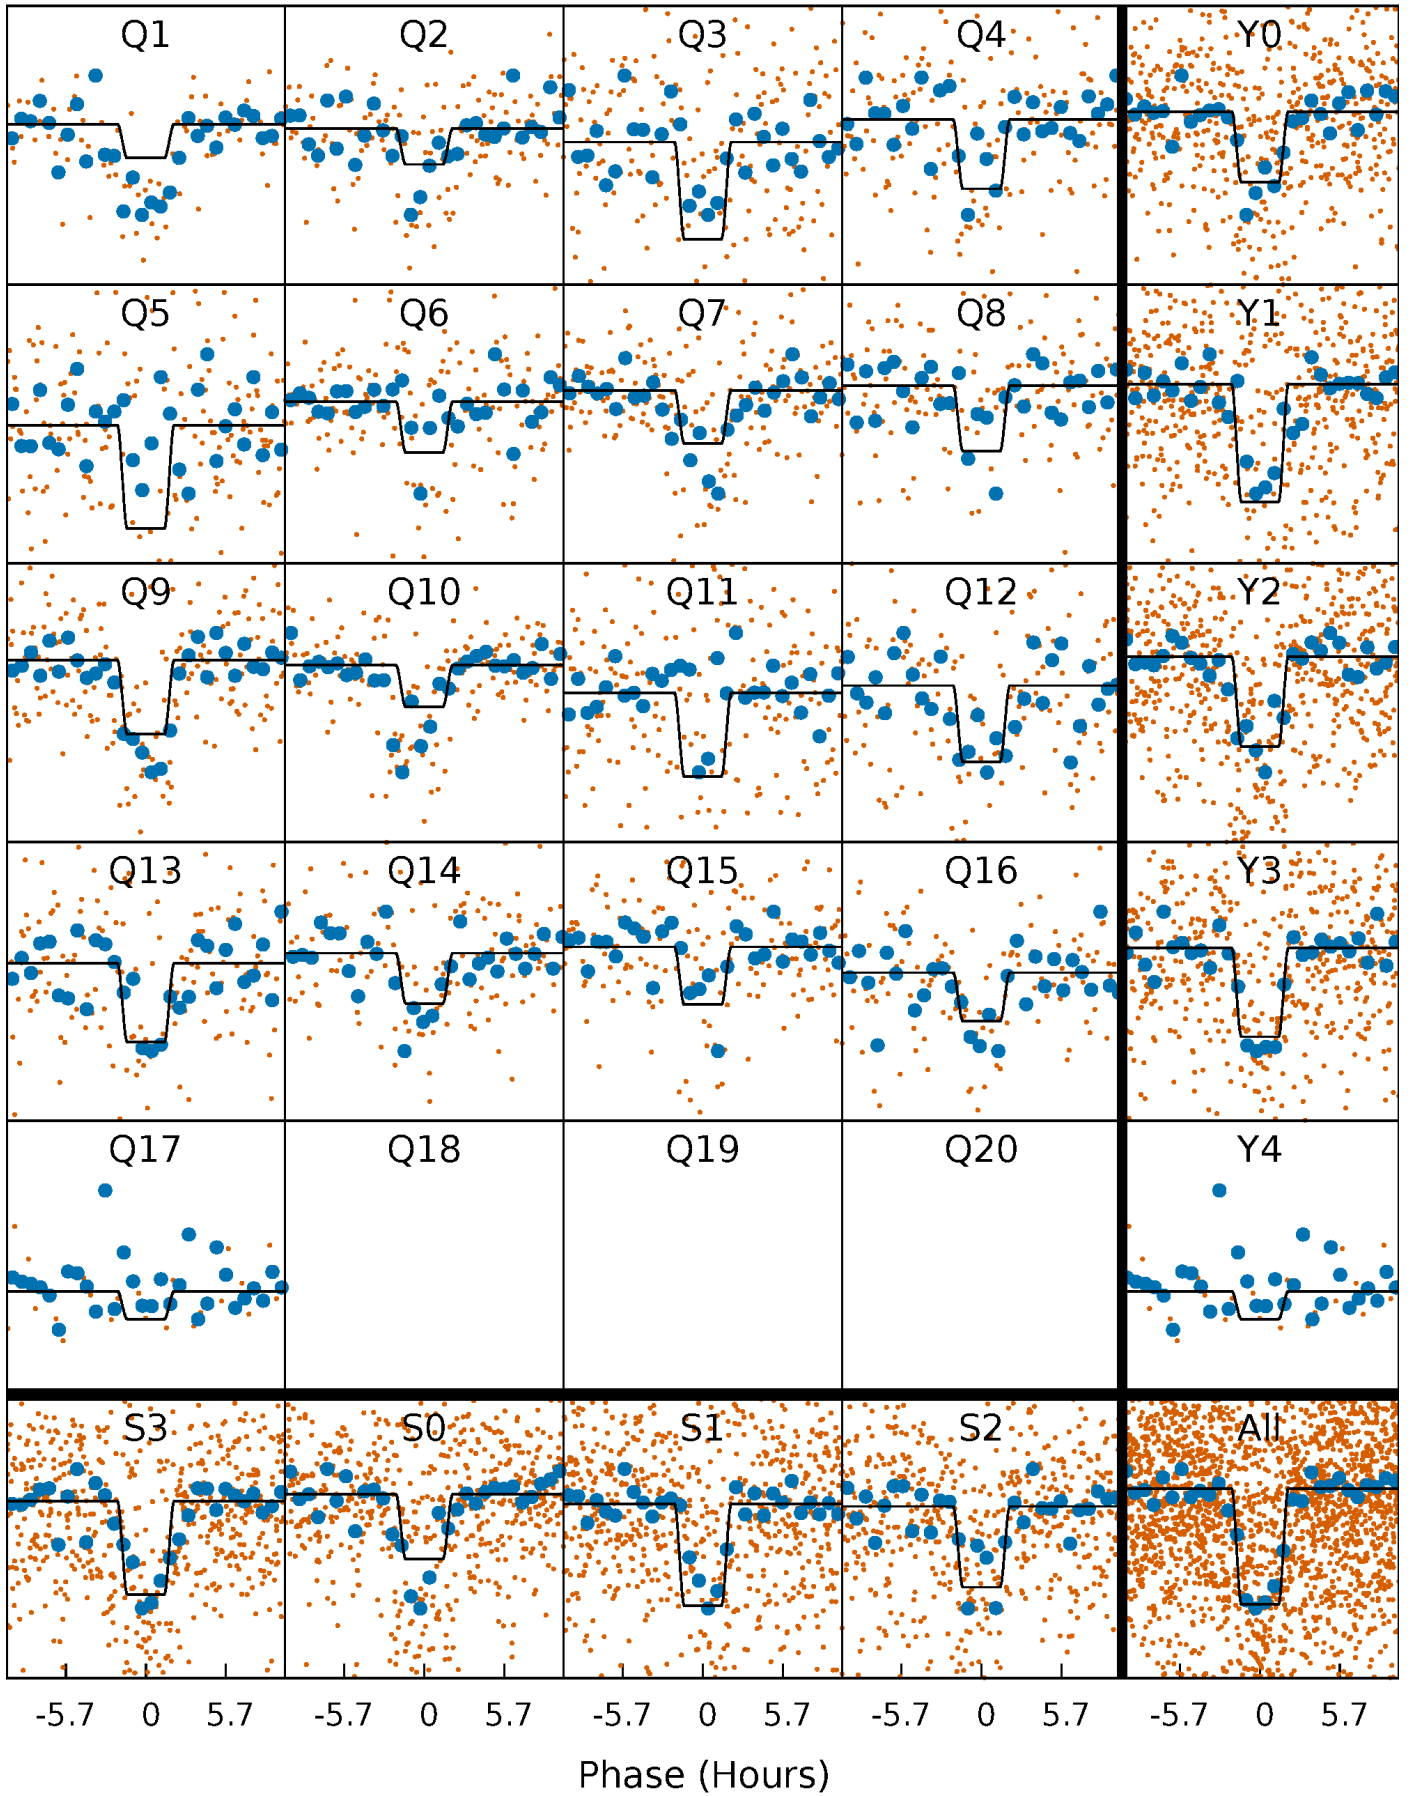 Q1 Q2 Q3 Q4 Y0
Q5 Q6 Q7 Q8 Y1
Q9 Q10 Q11 Q12 Y2
Q13 Q14 Q15 Q16 Y3
Q17 Q18 Q19 Q20 Y4
S3 S0 S1 S2 All
-5.7 0 5.7 -5.7 0 5.7 -5.7 0 5.7 -5.7 0 5.7 -5.7 0 5.7
Phase (Hours)